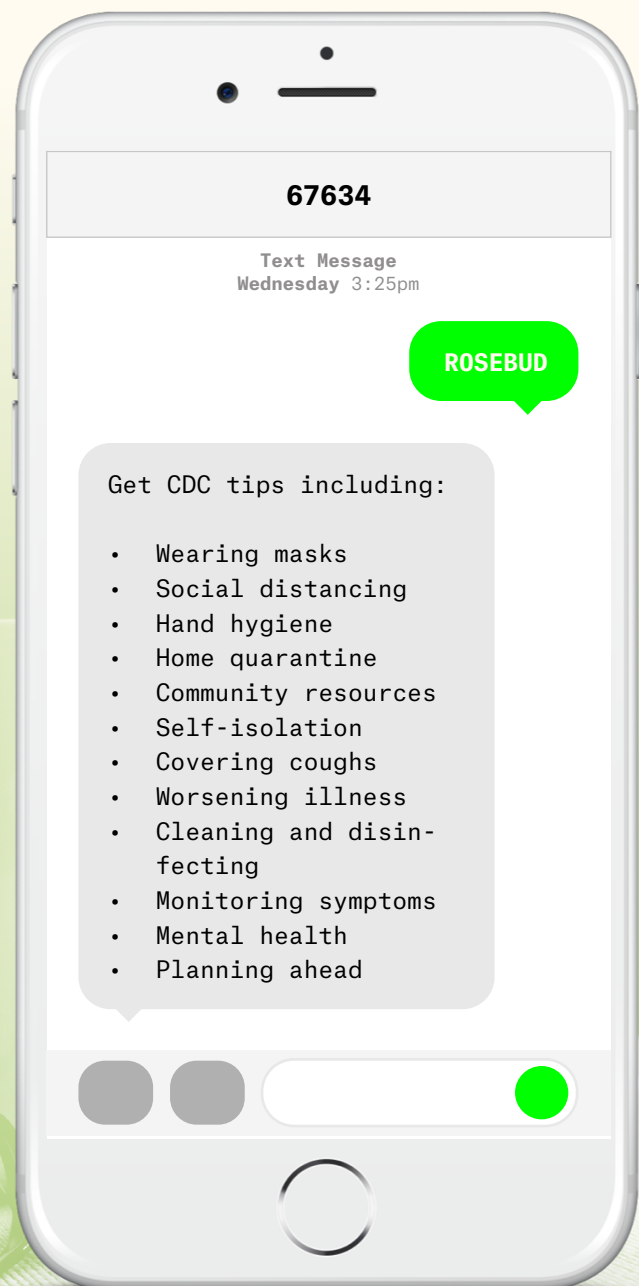 67634
Text Message
Wednesday 3:25pm
ROSEBUD
Get CDC tips including:
• Wearing masks
• Social distancing
• Hand hygiene
• Home quarantine
• Community resources
• Self-isolation
• Covering coughs
• Worsening illness
• Cleaning and disin-
fecting
• Monitoring symptoms
• Mental health
• Planning ahead